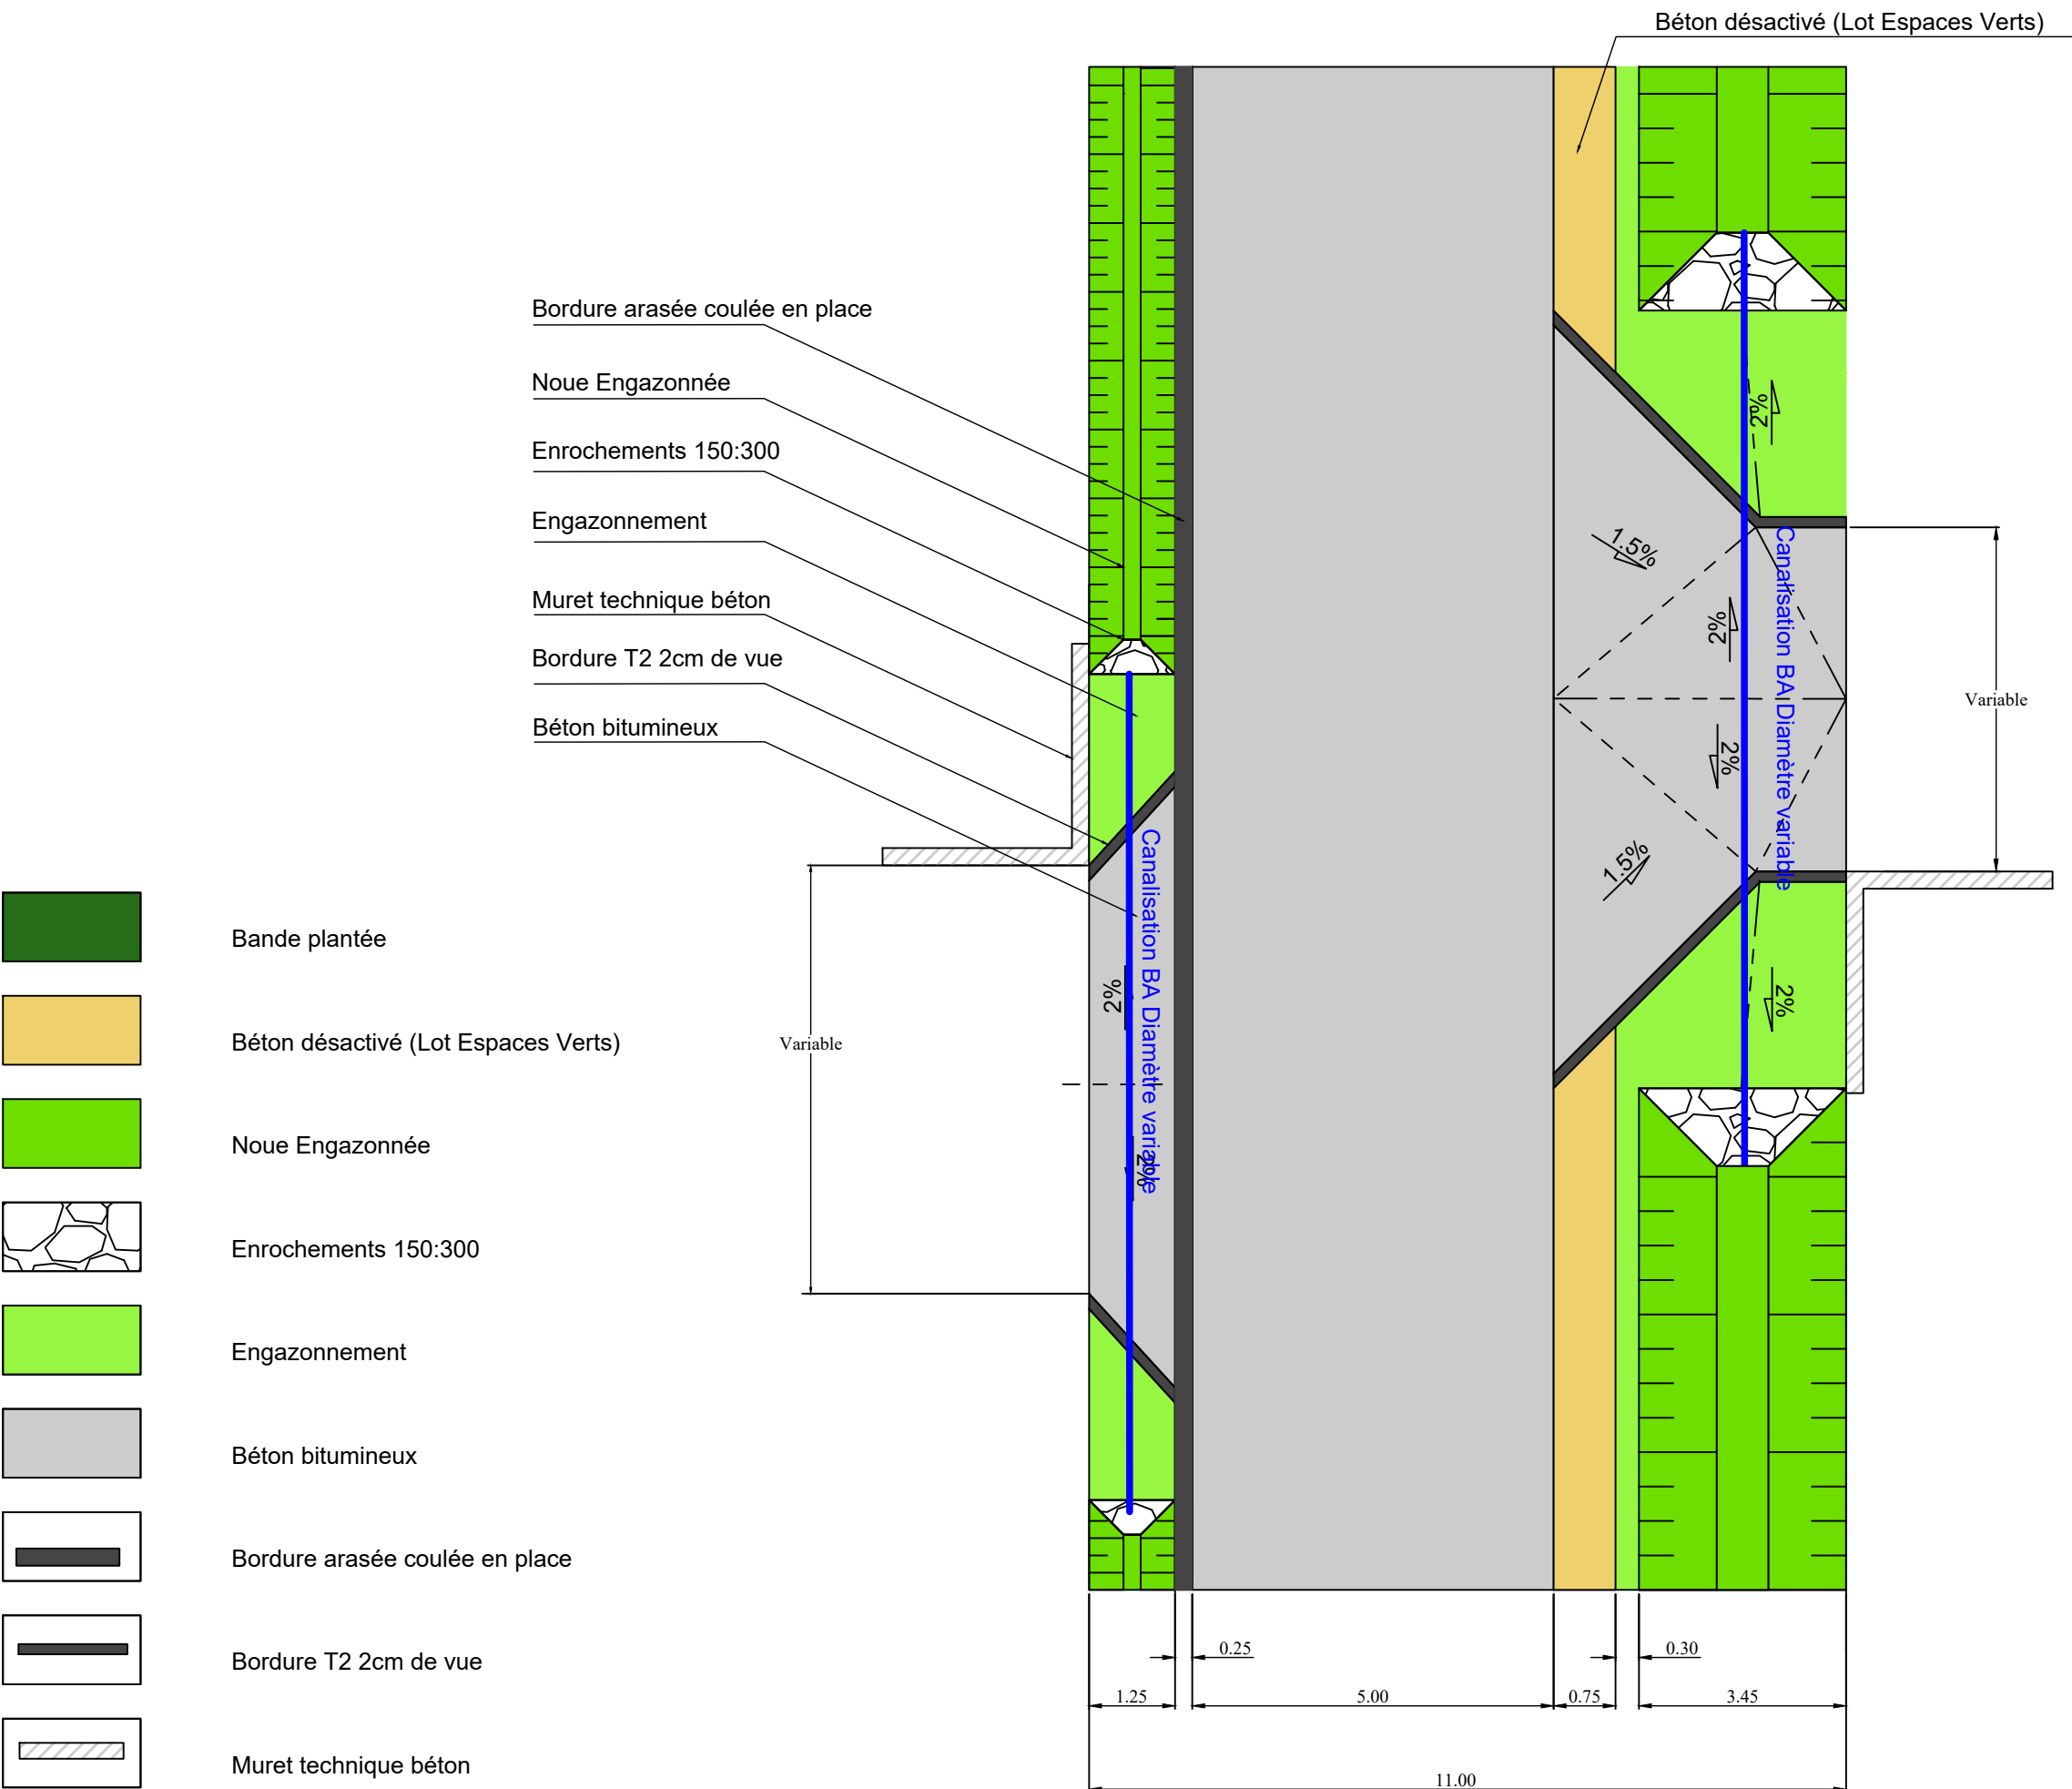 Béton désactivé (Lot Espaces Verts)
Bordure arasée coulée en place
Noue Engazonnée
Enrochements 150:300
Engazonnement
Muret technique béton
Bordure T2 2cm de vue
Béton bitumineux
2%
1.5%
2%
2%
1.5%
2%
Canalisation BA Diamètre variable
Variable
Canalisation BA Diamètre variable
2%
2%
Variable
Bande plantée
Béton désactivé (Lot Espaces Verts)
Noue Engazonnée
Enrochements 150:300
Engazonnement
Béton bitumineux
Bordure arasée coulée en place
Bordure T2 2cm de vue
Muret technique béton
0.25
0.30
1.25
5.00
0.75
3.45
11.00